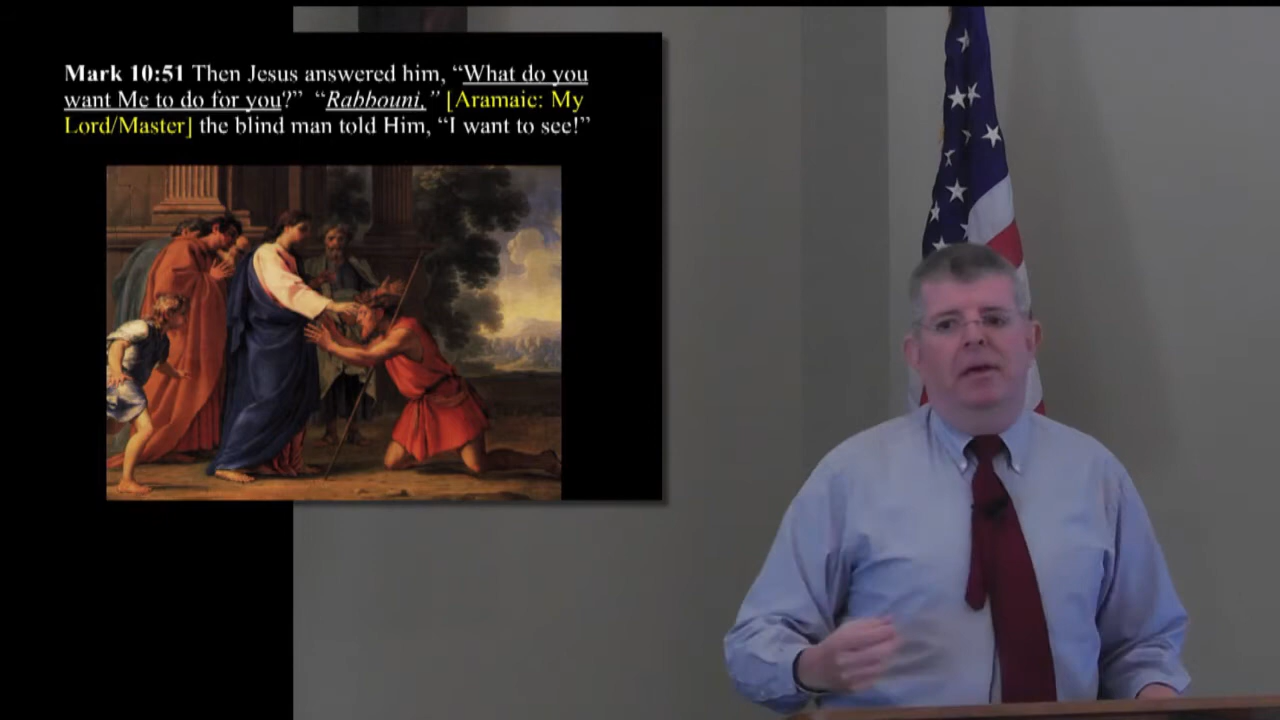 Mark 10:51 Then Jesus answered him, “What do you
want Me to do for you?” “Rabbouni,” [Aramaic: My
Lord/Master] the blind man told Him, “I want to see!”